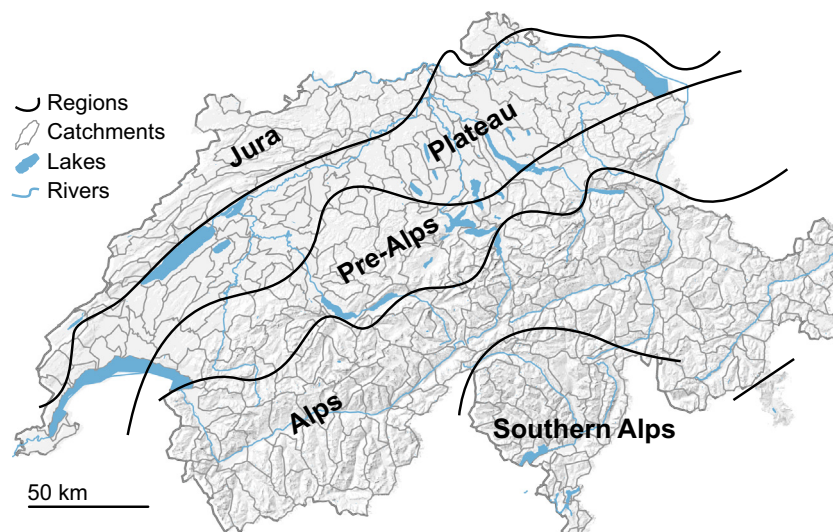 Regions
Catchments
Lakes
Rivers
Jura
Plateau
Pre-Alps
Alps
Southern Alps
50 km